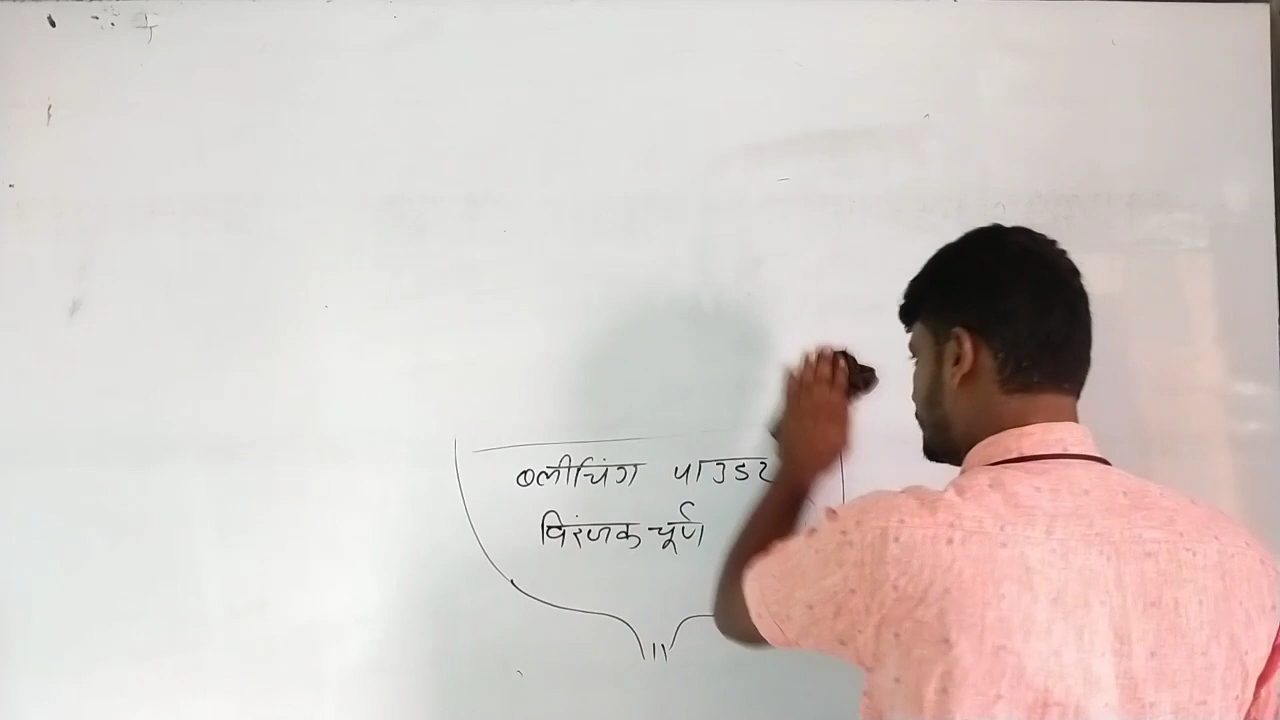 ब्लीचिंग पाउडर
विरंजक चूर्ण